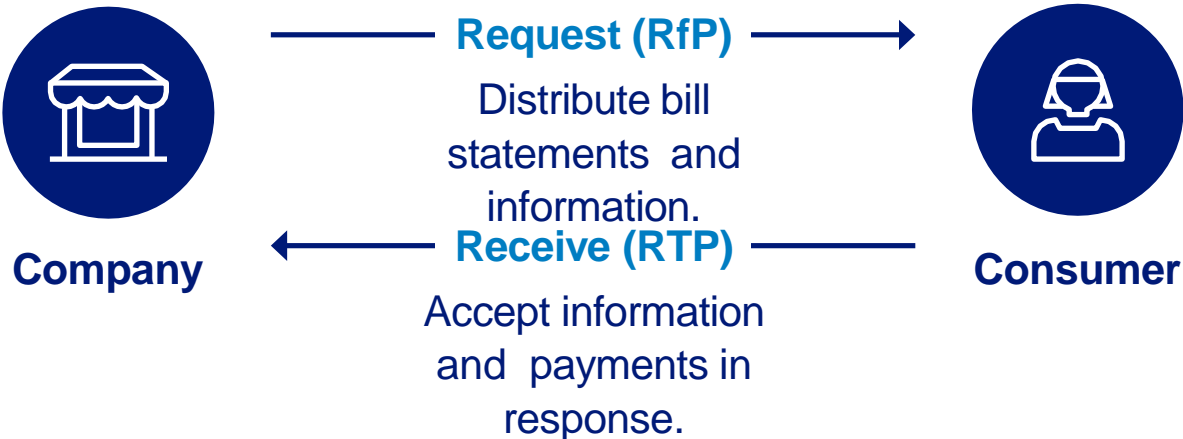 Request (RfP)
Distribute bill
statements and
information.
Receive (RTP)
Company
Consumer
Accept information
and payments in
response.